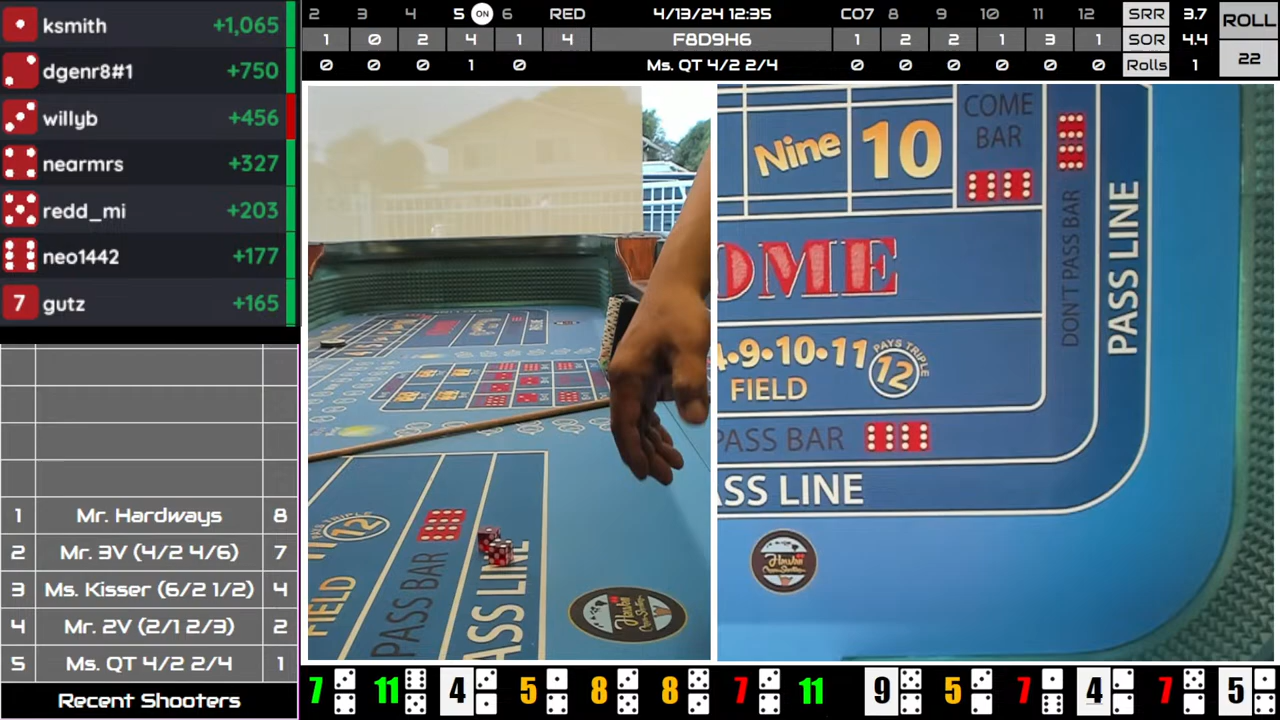 ksmith +1,065
dgenr8#1 +750
willyb +456
nearmrs +327
redd_mi +203
neo1442 +177
7 gutz +165
2 3 4 5 ON 6 RED 4/13/24 12:35 CO7 8 9 10 11 12 SRR 3.7 ROLL
1 0 2 4 1 4 F8D9H6 1 2 2 1 3 1 SOR 4.4
0 0 0 1 0 Ms. QT 4/2 2/4 0 0 0 0 0 0 Rolls 1 22
1 Mr. Hardways 8
2 Mr. 3V (4/2 4/6) 7
3 Ms. Kisser (6/2 1/2) 4
4 Mr. 2V (2/1 2/3) 2
5 Ms. QT 4/2 2/4 1
Recent Shooters
PAYS TRIPLE
12
FIELD
PASS BAR
ASS LINE
Nine 10
COME
BAR
OME
4•9•10•11 PAYS TRIPLE
12
FIELD
PASS BAR
ASS LINE
DON'T PASS BAR
PASS LINE
Hawaii
7 11 4 5 8 8 7 11 9 5 7 4 7 5